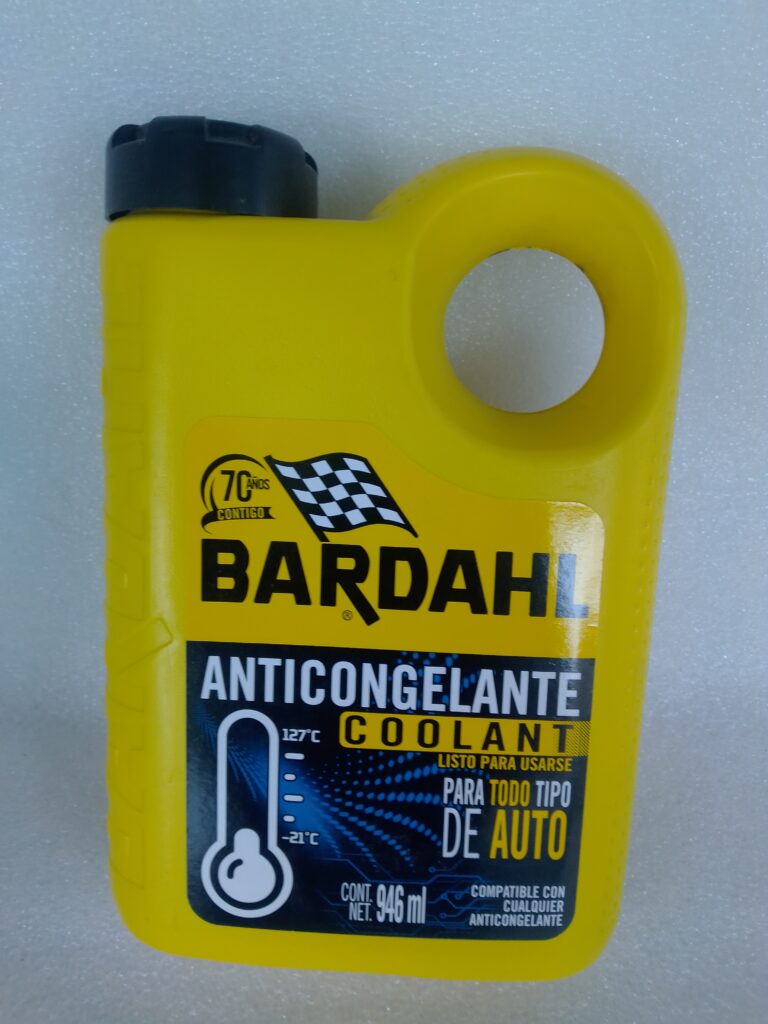 70 AÑOS
CONTIGO
BARDAHL
®
ANTICONGELANTE
COOLANT
LISTO PARA USARSE
127°C
-21°C
PARA TODO TIPO
DE AUTO
CONT.
NET. 946 ml
COMPATIBLE CON
CUALQUIER
ANTICONGELANTE